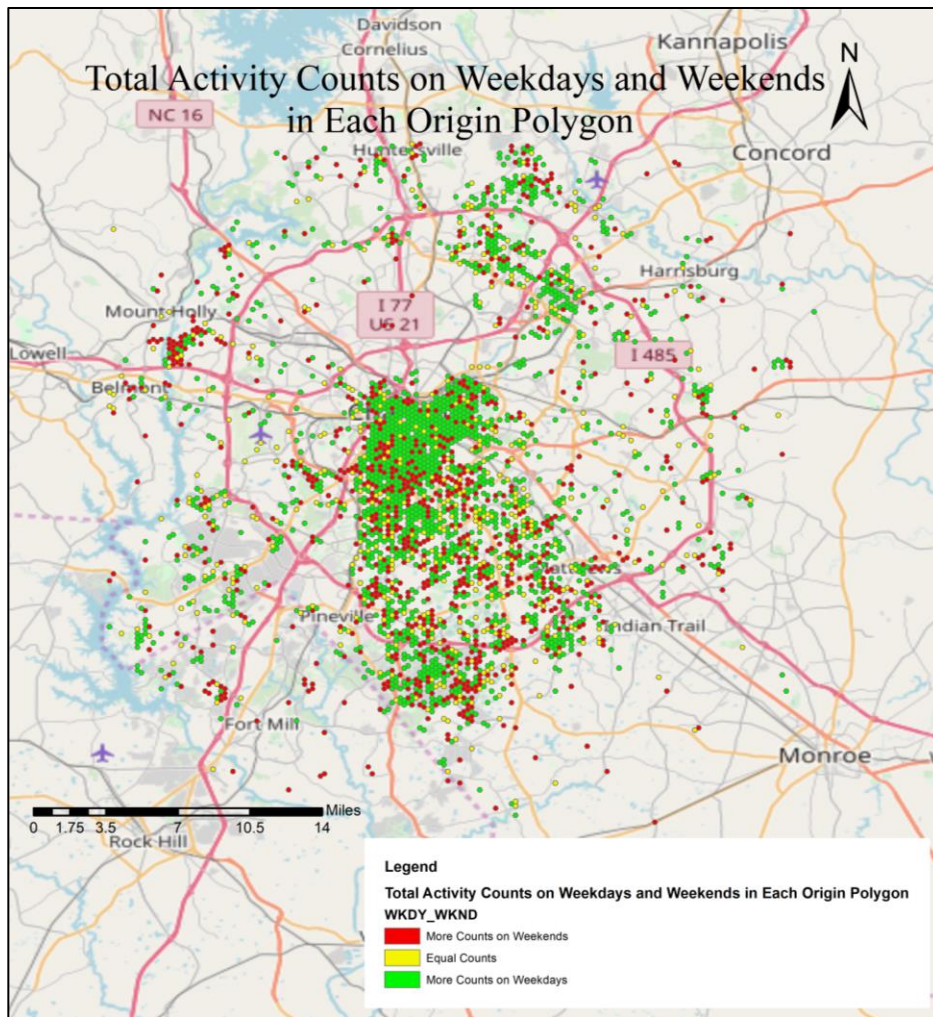 Davidson
Cornelius
Kannapolis
N
Total Activity Counts on Weekdays and Weekends
in Each Origin Polygon
NC 16
Huntersville
Concord
Harrisburg
Mount Holly
I 77
US 21
Lowell
I 485
Belmont
Matthews
Pineville
Indian Trail
Fort Mill
Monroe
Miles
0 1.75 3.5 7 10.5 14
Rock Hill
Legend
Total Activity Counts on Weekdays and Weekends in Each Origin Polygon
WKDY_WKND
More Counts on Weekends
Equal Counts
More Counts on Weekdays